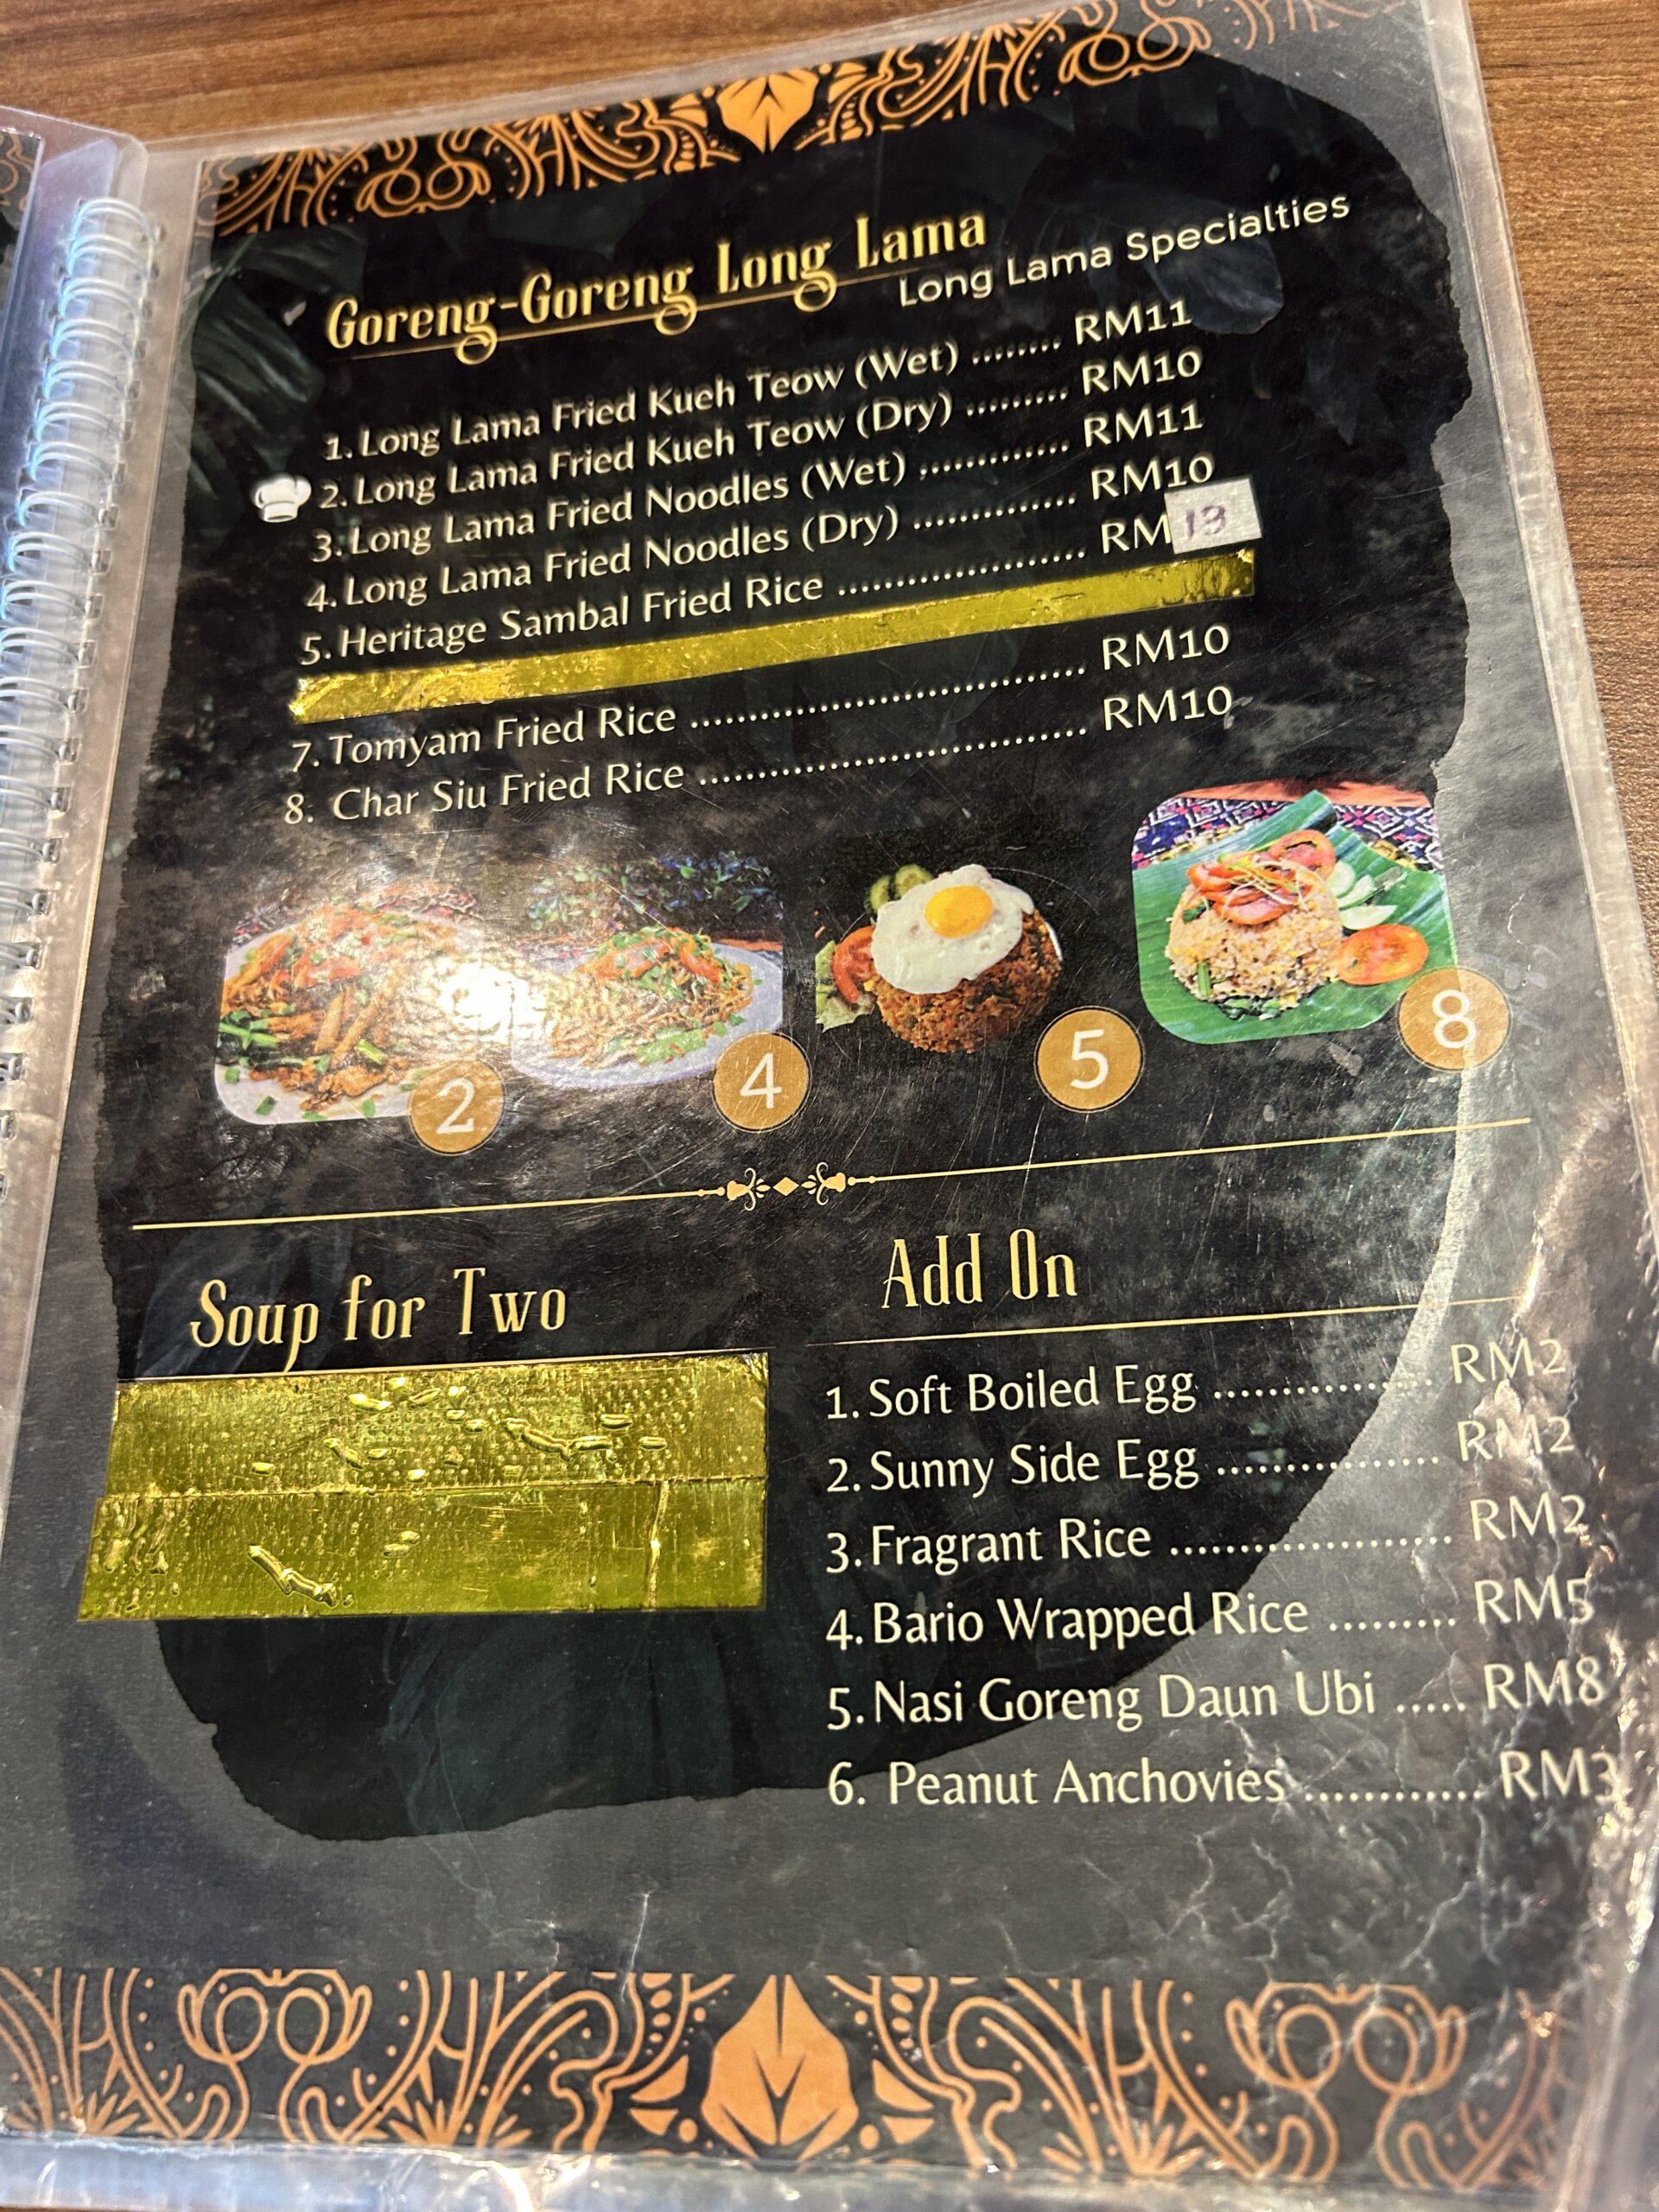 Goreng-Goreng Long Lama
Long Lama Specialties
1. Long Lama Fried Kueh Teow (Wet) ........ RM11
2. Long Lama Fried Kueh Teow (Dry) ......... RM10
3. Long Lama Fried Noodles (Wet) ............. RM11
4. Long Lama Fried Noodles (Dry) .............. RM10
5. Heritage Sambal Fried Rice ..................... RM13
7. Tomyam Fried Rice ................................... RM10
8. Char Siu Fried Rice ................................... RM10
2
4
5
8
Soup for Two
Add On
1. Soft Boiled Egg ................. RM2
2. Sunny Side Egg ................. RM2
3. Fragrant Rice ..................... RM2
4. Bario Wrapped Rice ......... RM5
5. Nasi Goreng Daun Ubi ..... RM8
6. Peanut Anchovies ............ RM3